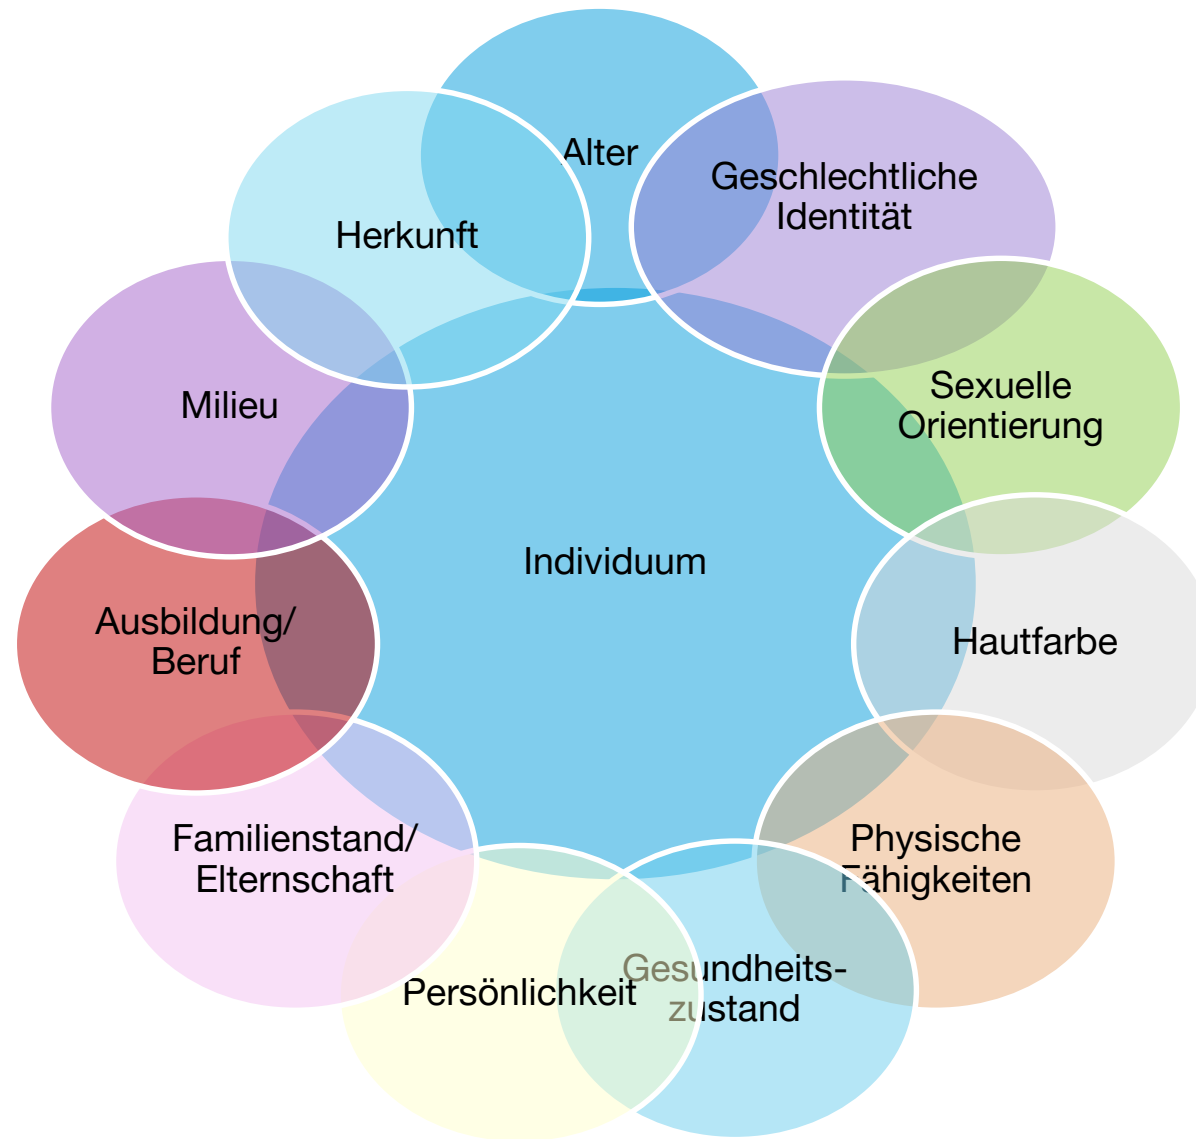 Alter
Geschlechtliche
Identität
Herkunft
Sexuelle
Orientierung
Milieu
Individuum
Ausbildung/
Beruf
Hautfarbe
Familienstand/
Elternschaft
Physische
Fähigkeiten
Persönlichkeit
Gesundheits-
zustand